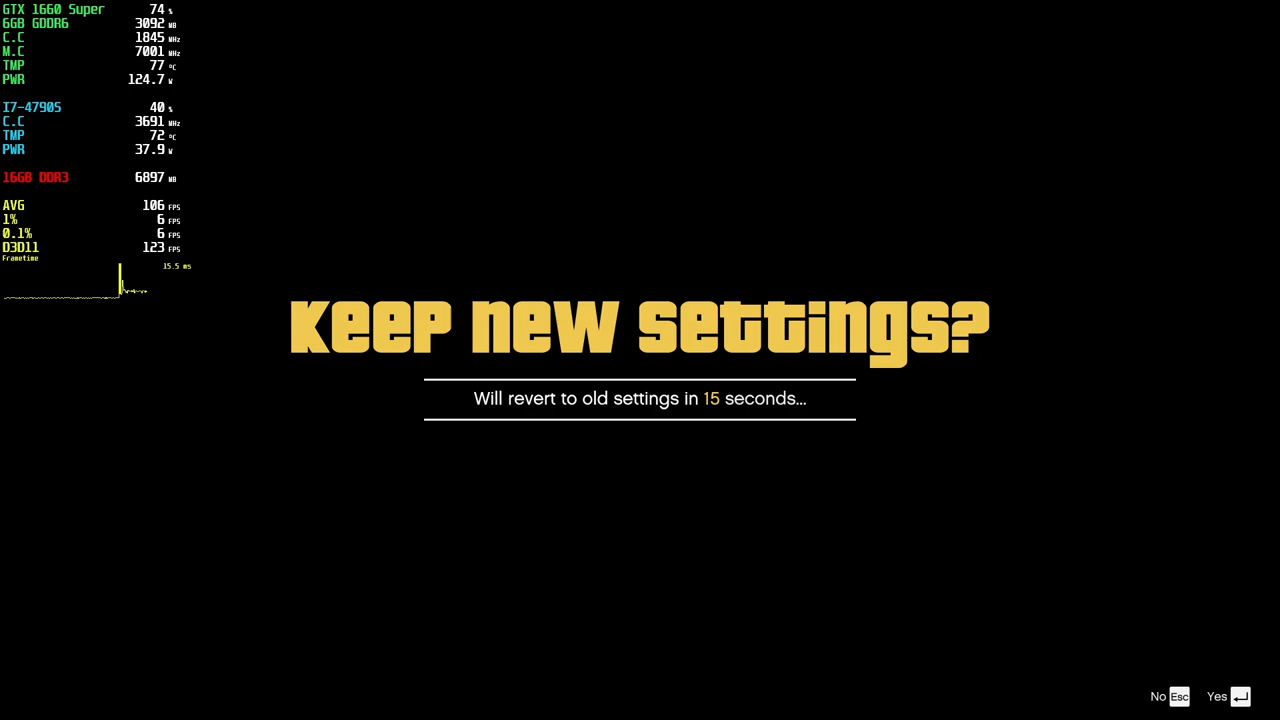 GTX 1660 Super 74 %
6GB GDDR6 3092 MB
C.C 1845 MHz
M.C 7001 MHz
TMP 77 °C
PWR 124.7 W
I7-4790S 40 %
C.C 3691 MHz
TMP 72 °C
PWR 37.9 W
16GB DDR3 6897 MB
AVG 106 FPS
1% 6 FPS
0.1% 6 FPS
D3D11 123 FPS
Frametime
15.5 ms
Keep new settings?
Will revert to old settings in 15 seconds...
No Esc Yes